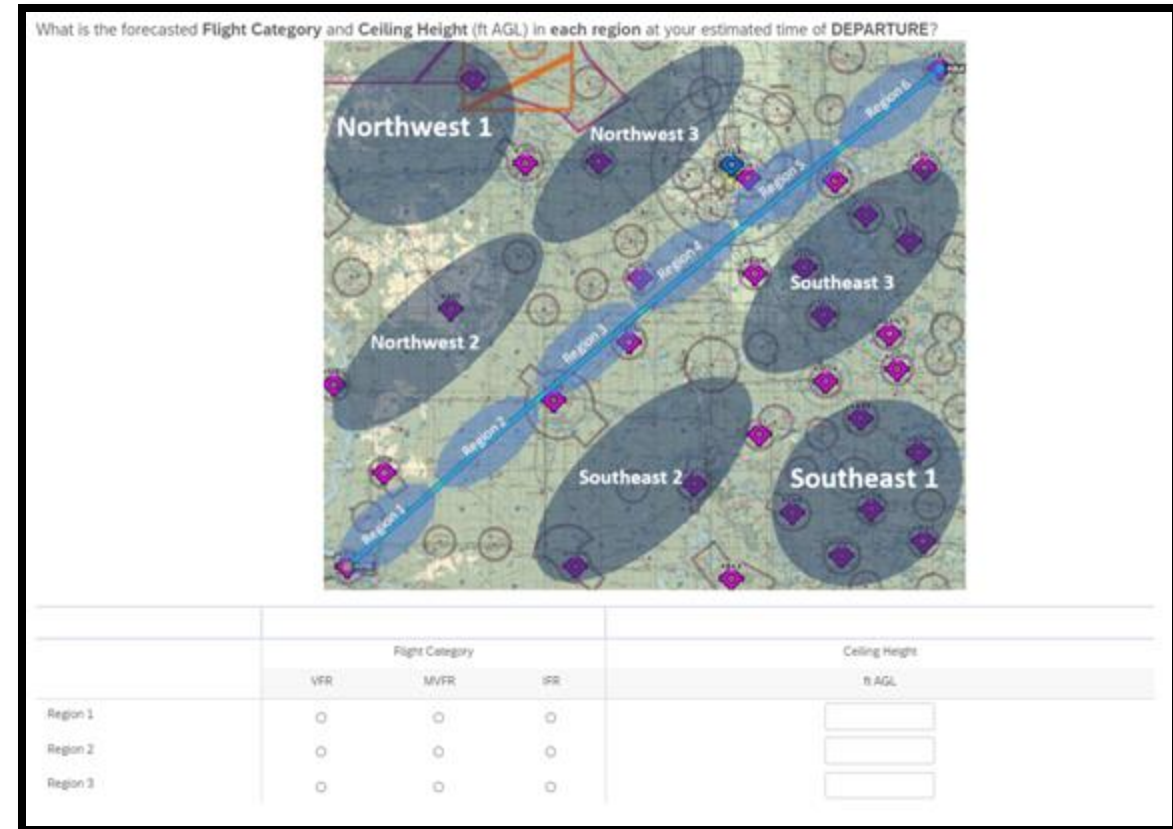 What is the forecasted Flight Category and Ceiling Height (ft AGL) in each region at your estimated time of DEPARTURE?
Northwest 1
Northwest 3
Region 6
Region 5
Region 4
Southeast 3
Northwest 2
Region 3
Region 2
Southeast 2
Southeast 1
Region 1
Flight Category
Ceiling Height
VFR
MVFR
IFR
ft AGL
Region 1
Region 2
Region 3